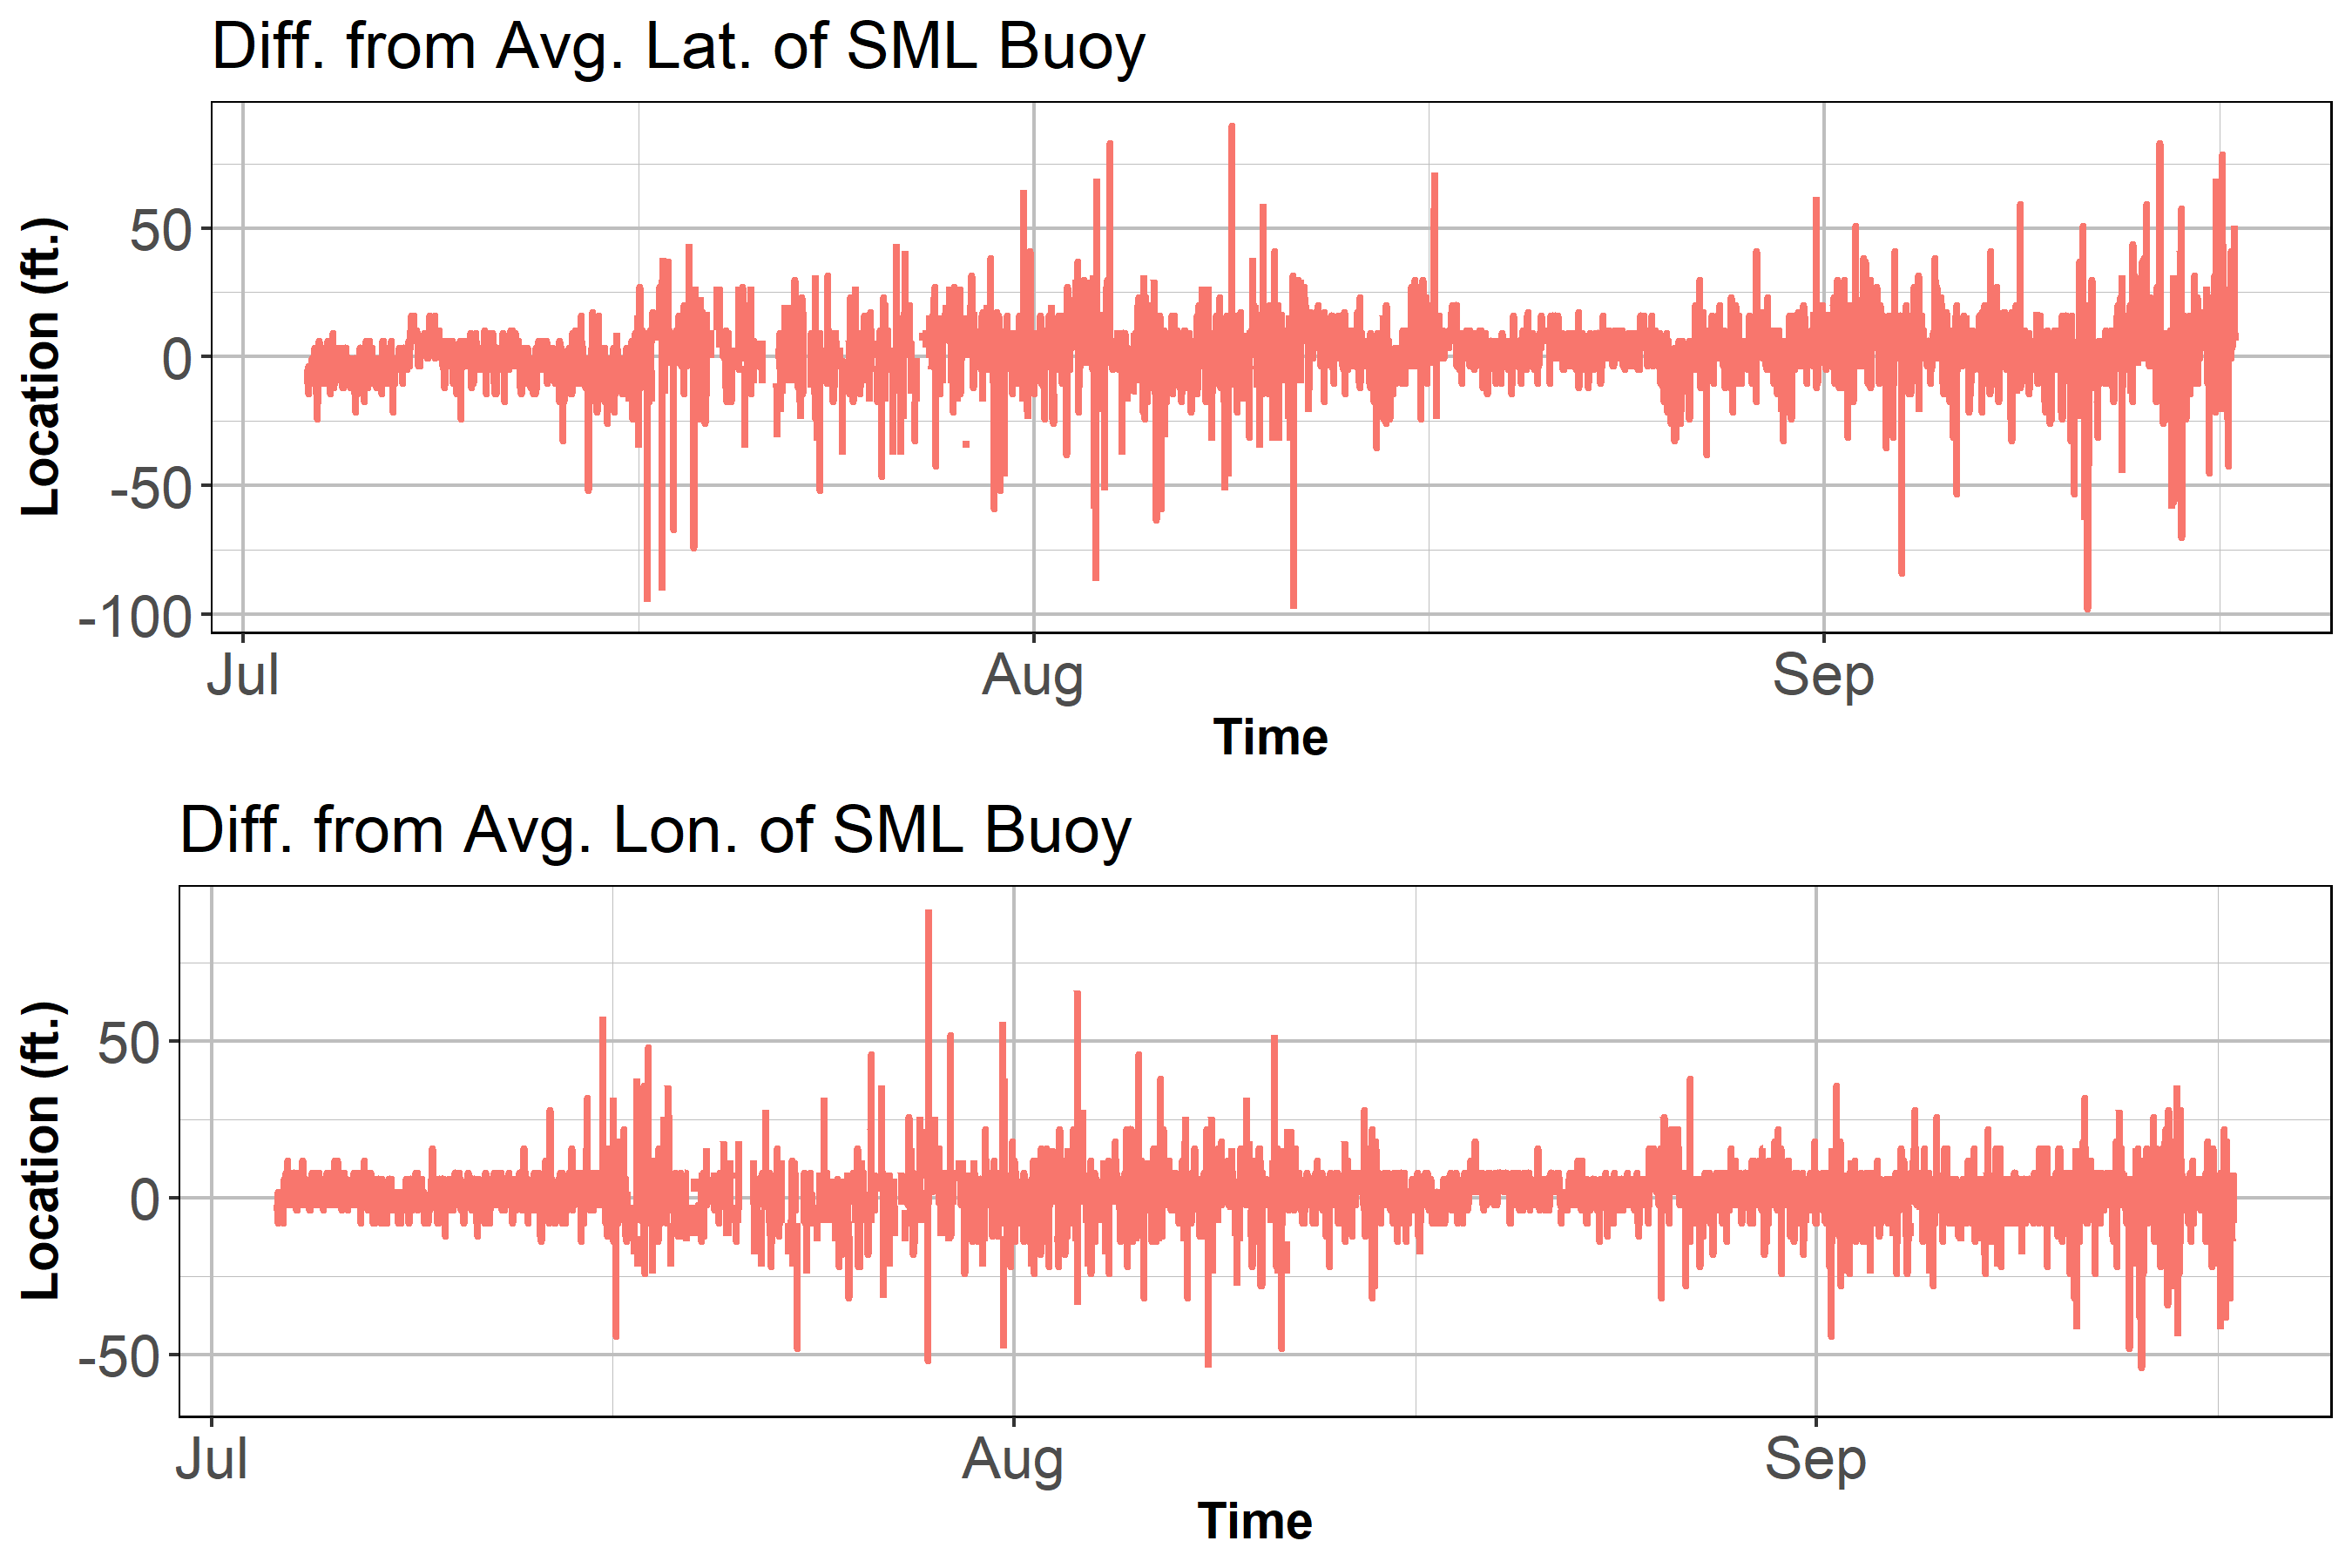 Diff. from Avg. Lat. of SML Buoy
Location (ft.)
50
0
-50
-100
Jul Aug Sep
Time
Diff. from Avg. Lon. of SML Buoy
Location (ft.)
50
0
-50
Jul Aug Sep
Time